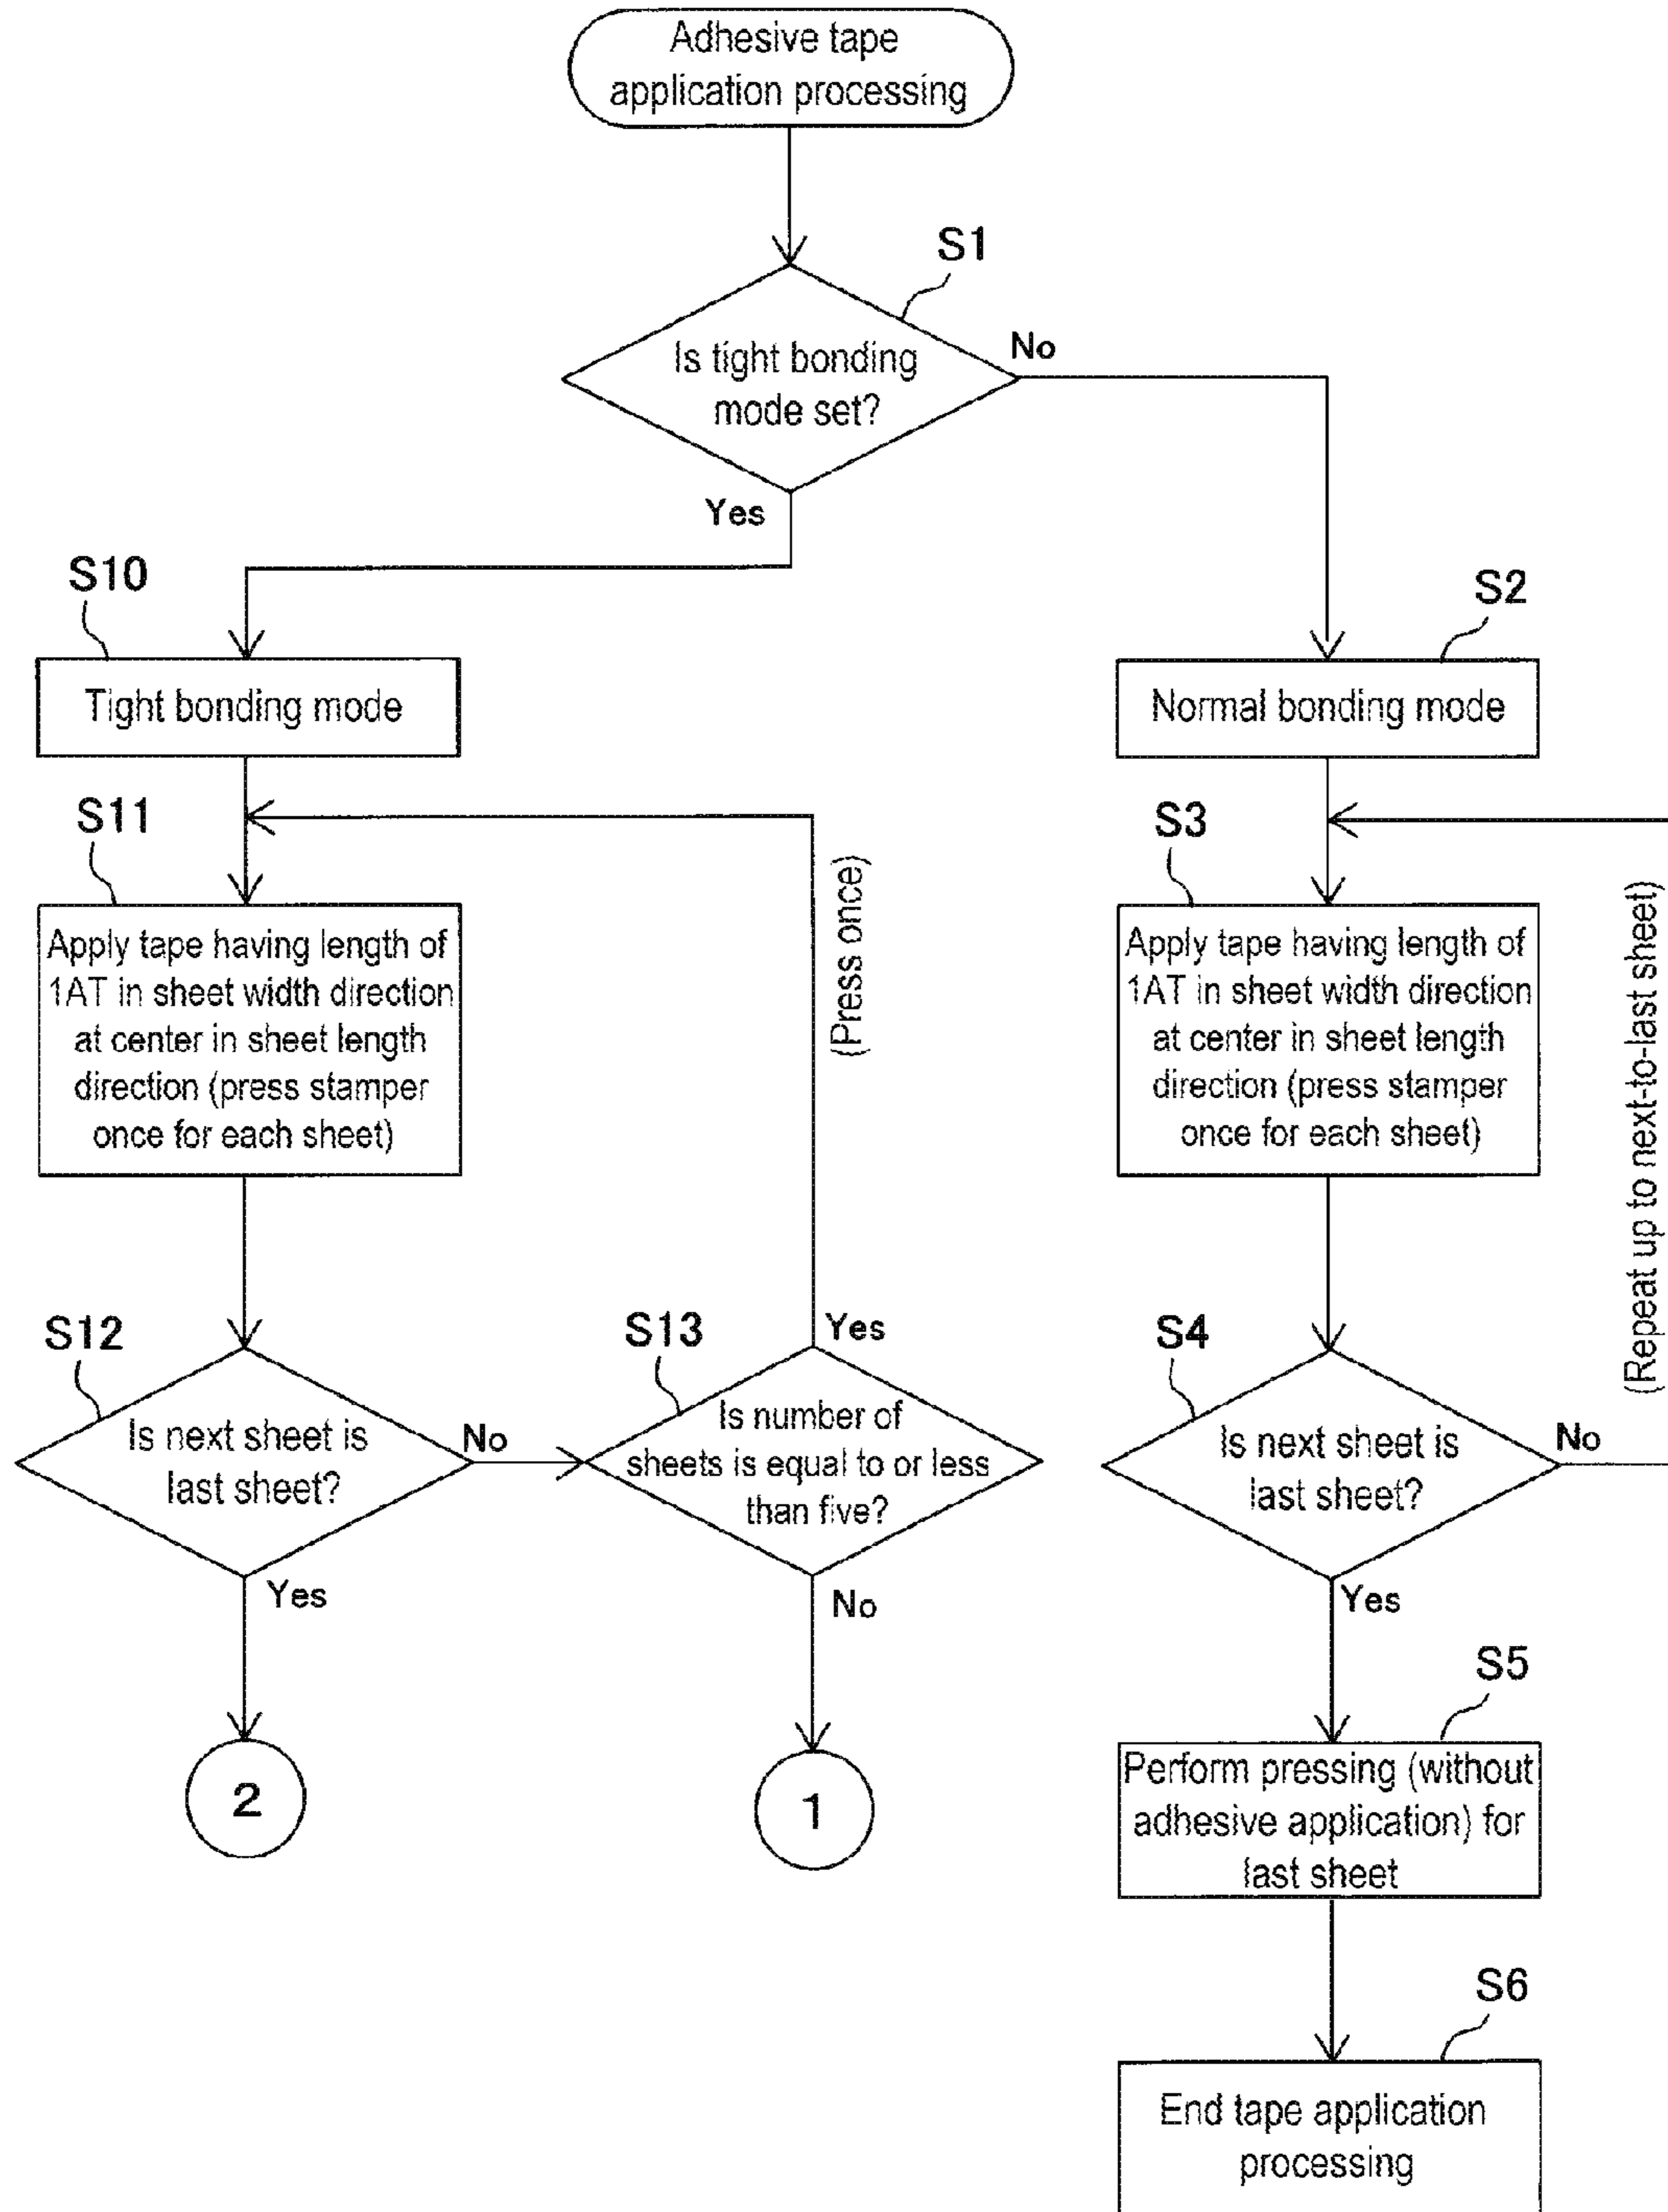 Adhesive tape
application processing
S1
Is tight bonding
mode set?
No
Yes
S10
Tight bonding mode
S2
Normal bonding mode
S11
Apply tape having length of
1AT in sheet width direction
at center in sheet length
direction (press stamper
once for each sheet)
(Press once)
S3
Apply tape having length of
1AT in sheet width direction
at center in sheet length
direction (press stamper
once for each sheet)
(Repeat up to next-to-last sheet)
S12
Is next sheet is
last sheet?
No
Yes
S13
Yes
Is number of
sheets is equal to or less
than five?
No
S4
Is next sheet is
last sheet?
No
Yes
2
1
S5
Perform pressing (without
adhesive application) for
last sheet
S6
End tape application
processing